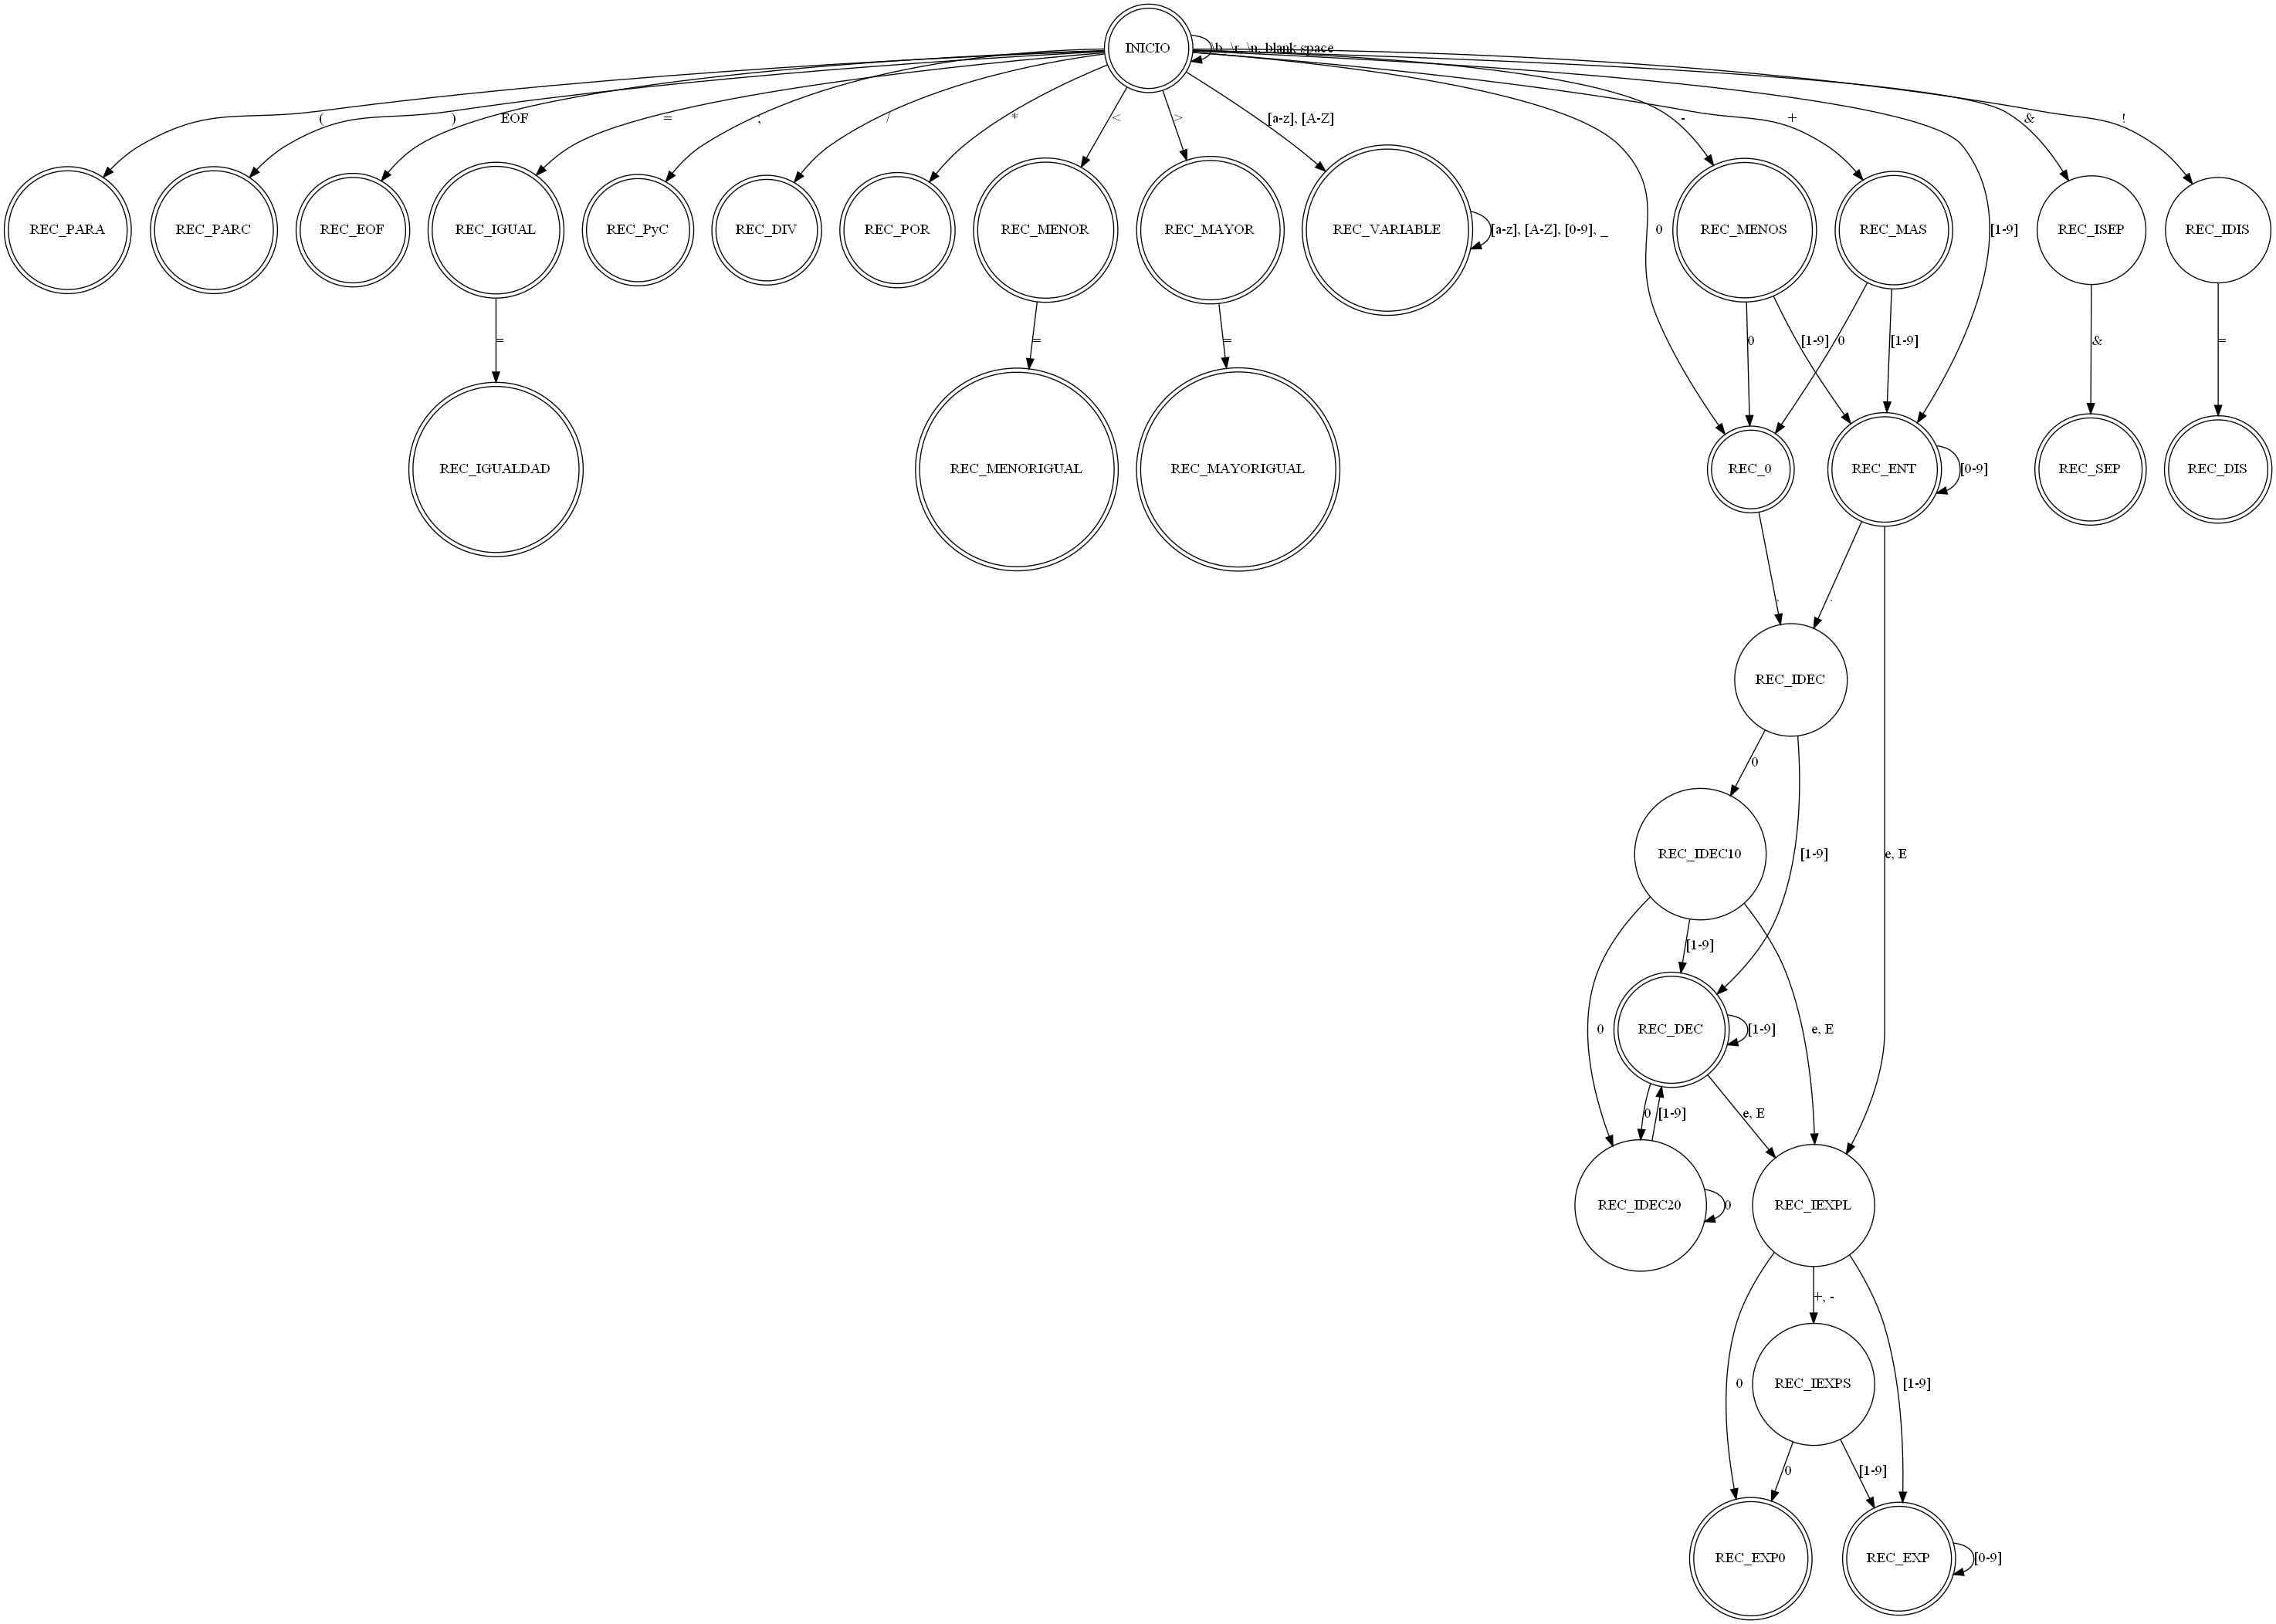 INICIO
\b, \r, \n, blank space
(
)
EOF
=
;
/
*
<
>
[a-z], [A-Z]
-
+
&
!
REC_PARA
REC_PARC
REC_EOF
REC_IGUAL
REC_PyC
REC_DIV
REC_POR
REC_MENOR
REC_MAYOR
REC_VARIABLE
[a-z], [A-Z], [0-9], _
0
REC_MENOS
REC_MAS
[1-9]
REC_ISEP
REC_IDIS
=
=
=
0
[1-9]
0
[1-9]
&
=
REC_IGUALDAD
REC_MENORIGUAL
REC_MAYORIGUAL
REC_0
REC_ENT
[0-9]
REC_SEP
REC_DIS
.
.
REC_IDEC
0
REC_IDEC10
[1-9]
e, E
[1-9]
0
REC_DEC
[1-9]
e, E
0
[1-9]
e, E
REC_IDEC20
0
REC_IEXPL
+, -
0
REC_IEXPS
[1-9]
0
[1-9]
REC_EXP0
REC_EXP
[0-9]